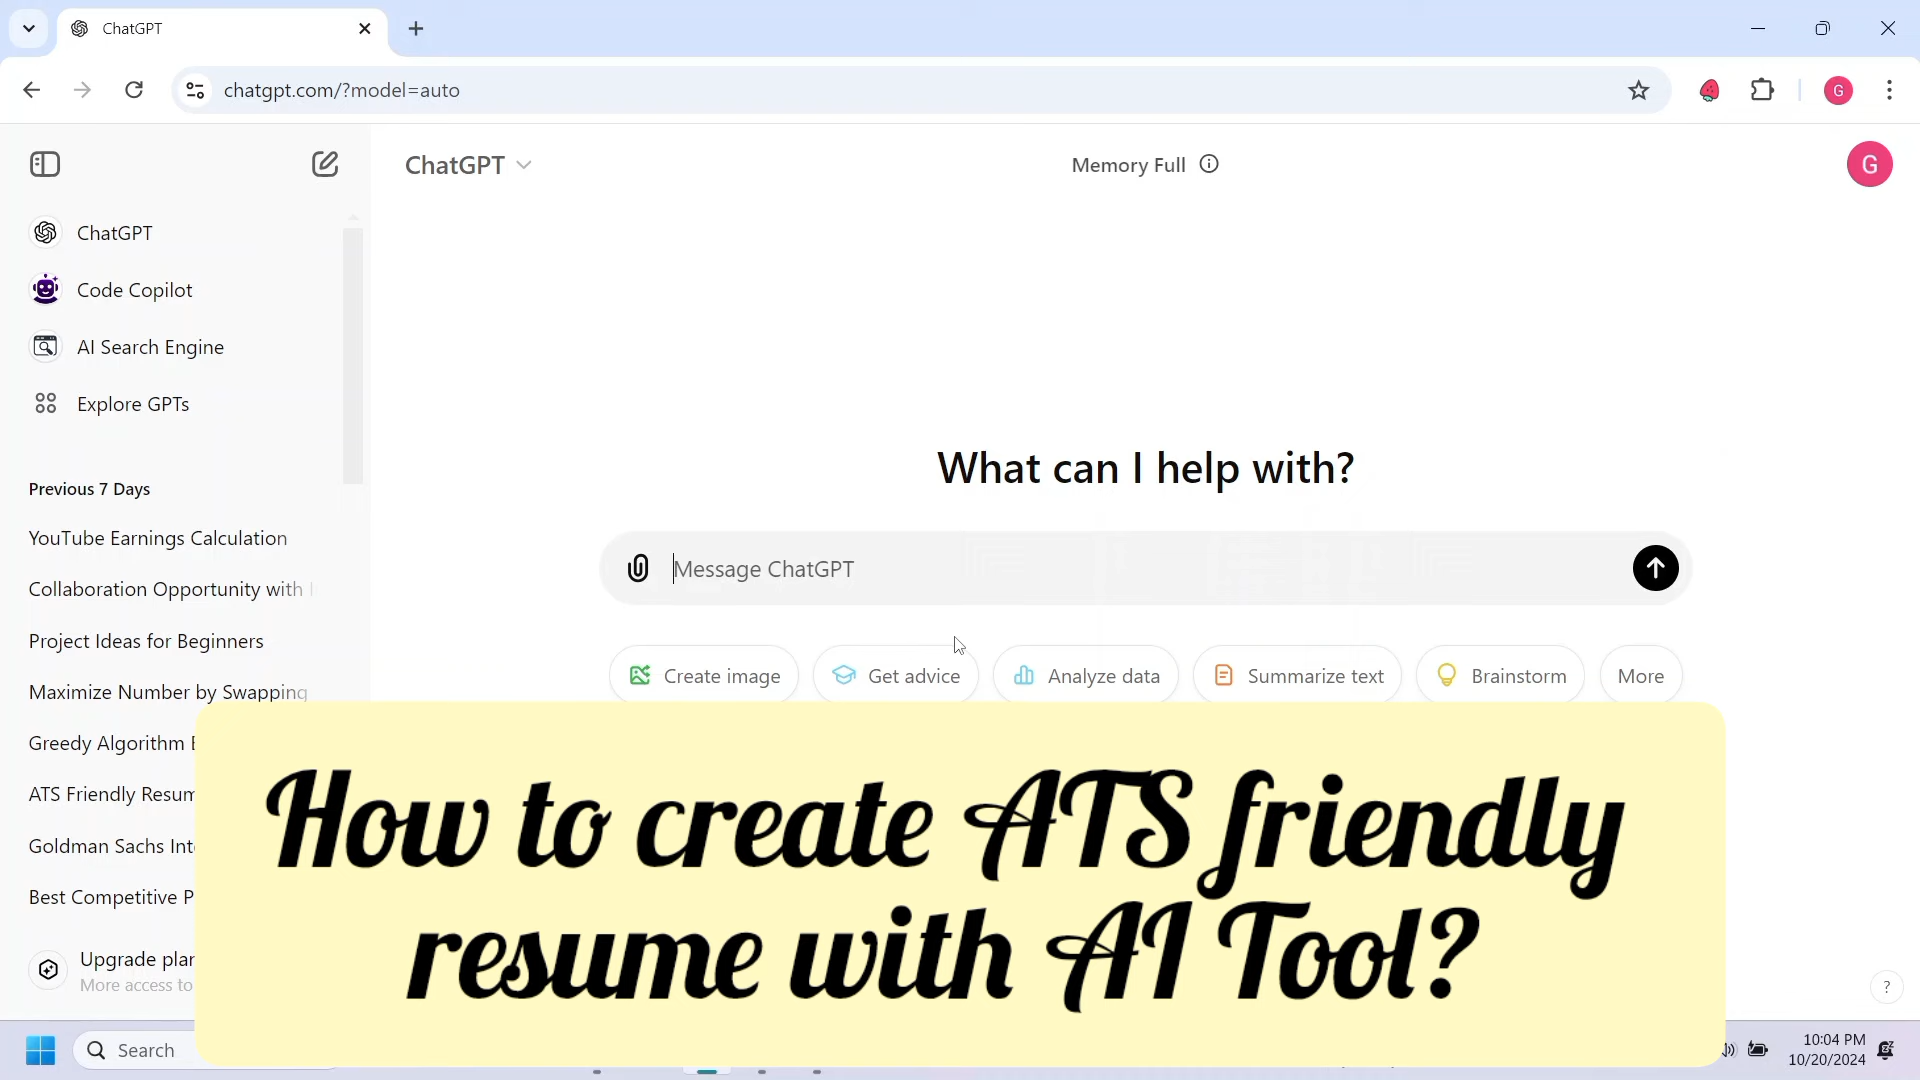 ChatGPT
chatgpt.com/?model=auto
G
ChatGPT
Memory Full
G
ChatGPT
Code Copilot
AI Search Engine
Explore GPTs
Previous 7 Days
YouTube Earnings Calculation
Collaboration Opportunity with
Project Ideas for Beginners
Maximize Number by Swapping
Greedy Algorithm
ATS Friendly Resum
Goldman Sachs Int
Best Competitive P
Upgrade plan
More access to
What can I help with?
Message ChatGPT
Create image
Get advice
Analyze data
Summarize text
Brainstorm
More
How to create ATS friendly
resume with AI Tool?
?
Search
10:04 PM
10/20/2024